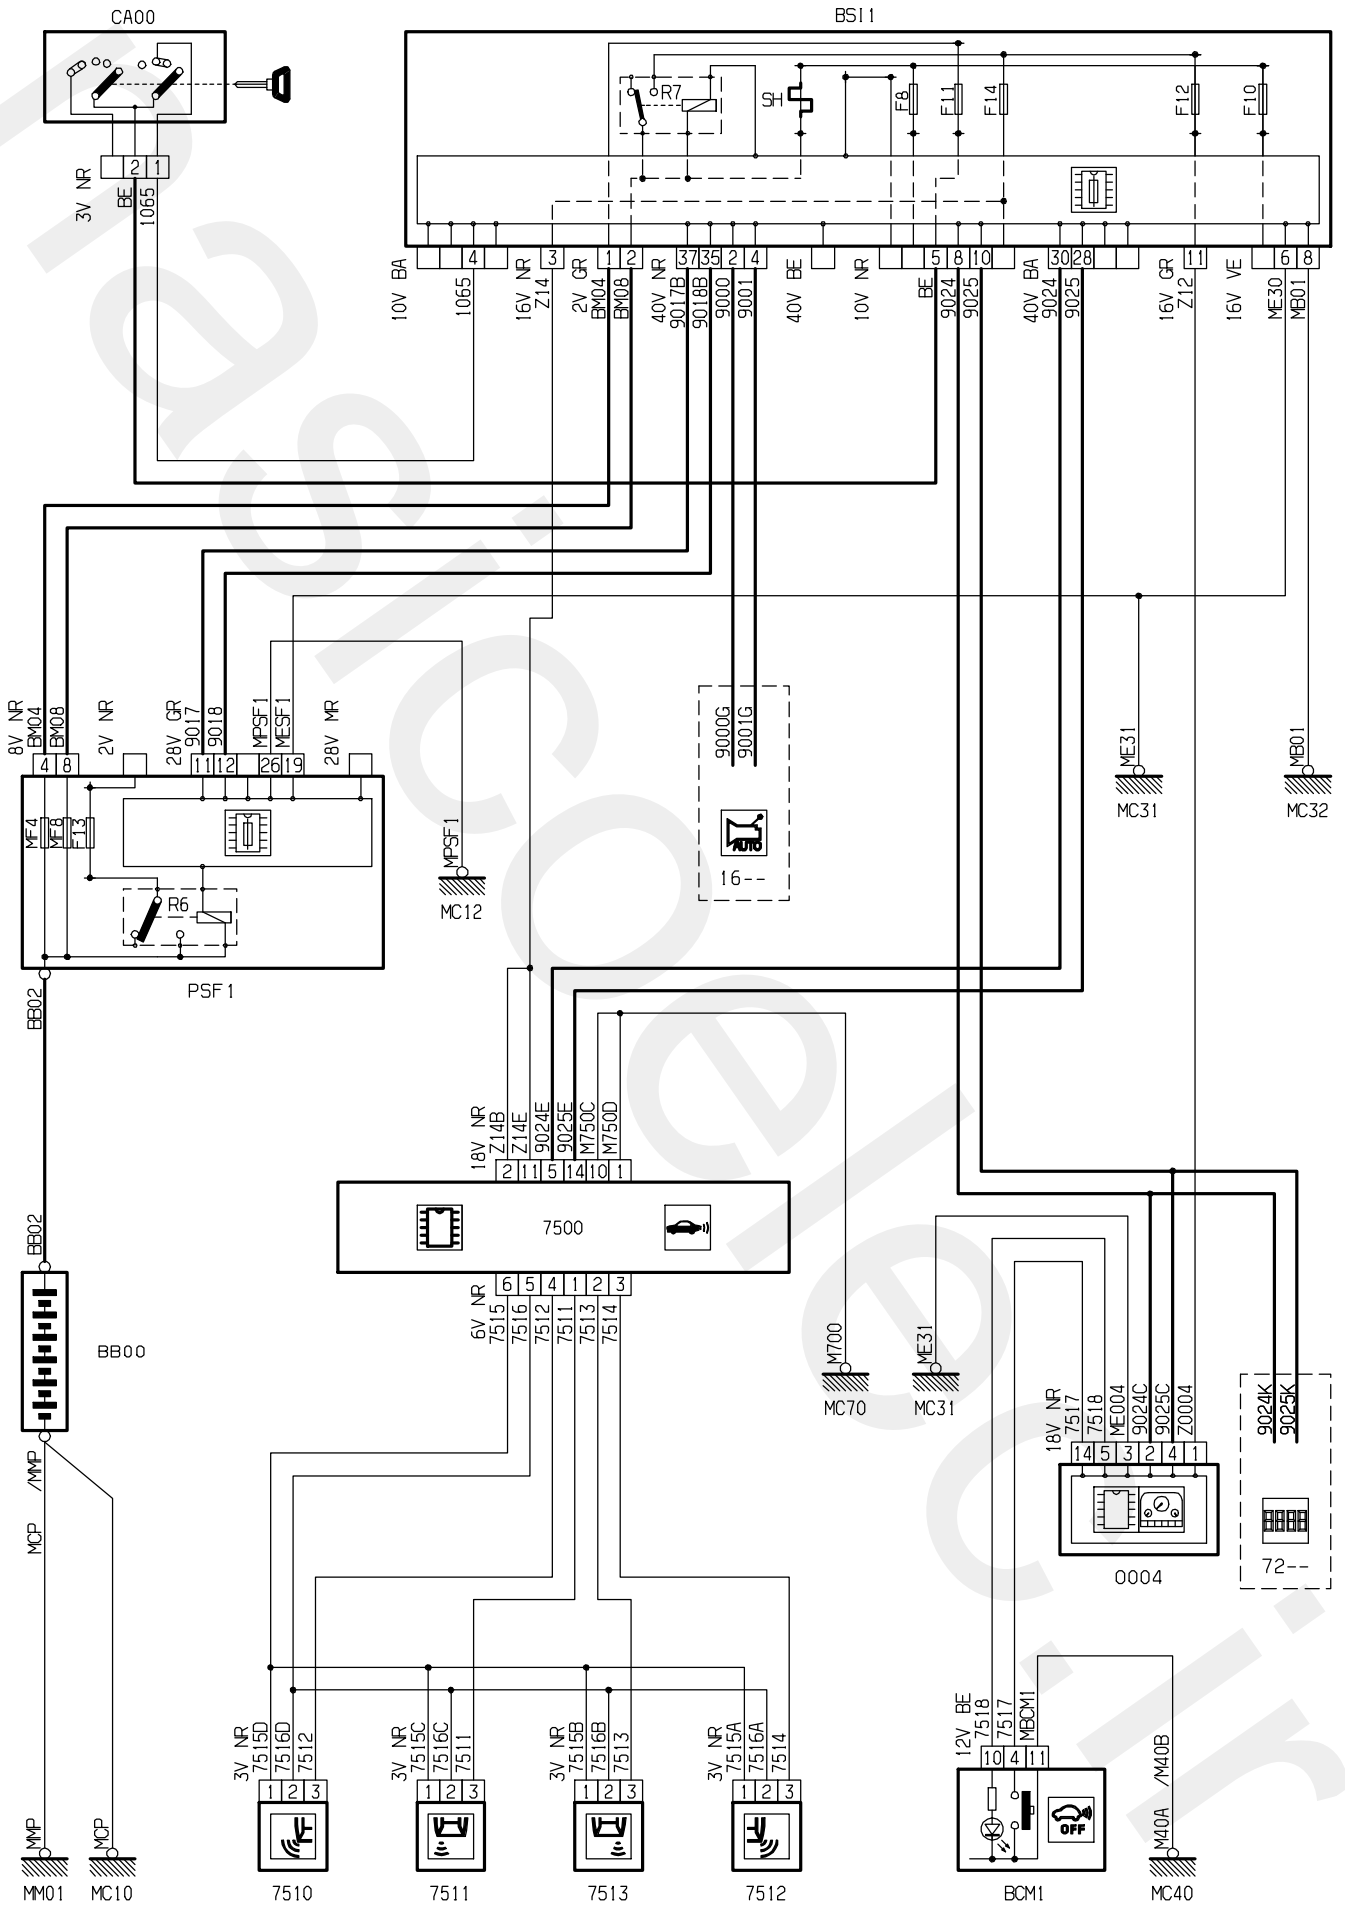 CA00
BSI1
R7
SH
F8
F11
F14
F12
F10
2 1
3V NR
BE
1065
4 3 1 2 37 35 2 4 5 8 10 30 28 11 6 8
10V BA
1065
16V NR
Z14
2V GR
BM04
BM08
40V NR
9017B
9018B
9000
9001
40V BE
10V NR
BE
9024
9025
40V BA
9024
9025
16V GR
Z12
16V VE
ME30
MB01
8V NR
BM04
BM08
2V NR
28V GR
9017
9018
MPSF1
MESF1
28V MR
4 8 11 12 26 19
MF4
MF8
F13
R6
PSF1
MPSF1
MC12
9000G
9001G
AUTO
16--
ME31
MC31
MB01
MC32
BB02
BB02
BB00
MCP /MMP
MMP
MCP
MM01
MC10
18V NR
Z14B
Z14E
9024E
9025E
M750C
M750D
2 11 5 14 10 1
7500
6 5 4 1 2 3
6V NR
7515
7516
7512
7511
7513
7514
M700
MC70
ME31
MC31
18V NR
7517
7518
ME004
9024C
9025C
Z0004
14 5 3 2 4 1
0004
9024K
9025K
72--
3V NR
7515D
7516D
7512
1 2 3
7510
3V NR
7515C
7516C
7511
1 2 3
7511
3V NR
7515B
7516B
7513
1 2 3
7513
3V NR
7515A
7516A
7514
1 2 3
7512
12V BE
7518
7517
MBCM1
10 4 11
OFF
BCM1
M40A /M40B
MC40
hasicoelec.ir